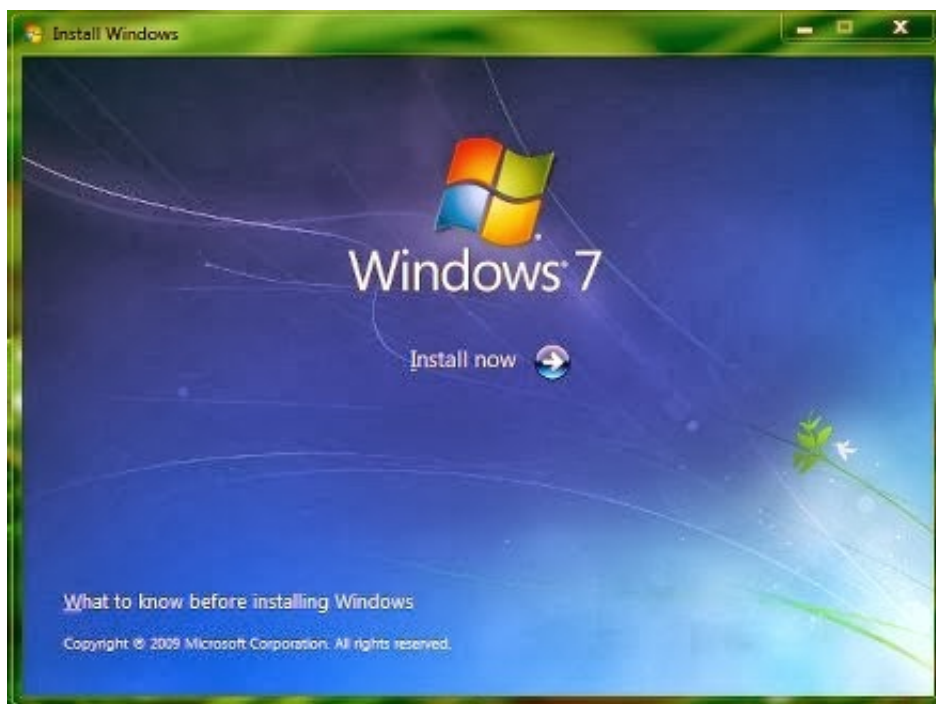 Install Windows
Windows® 7
Install now
What to know before installing Windows
Copyright © 2009 Microsoft Corporation. All rights reserved.